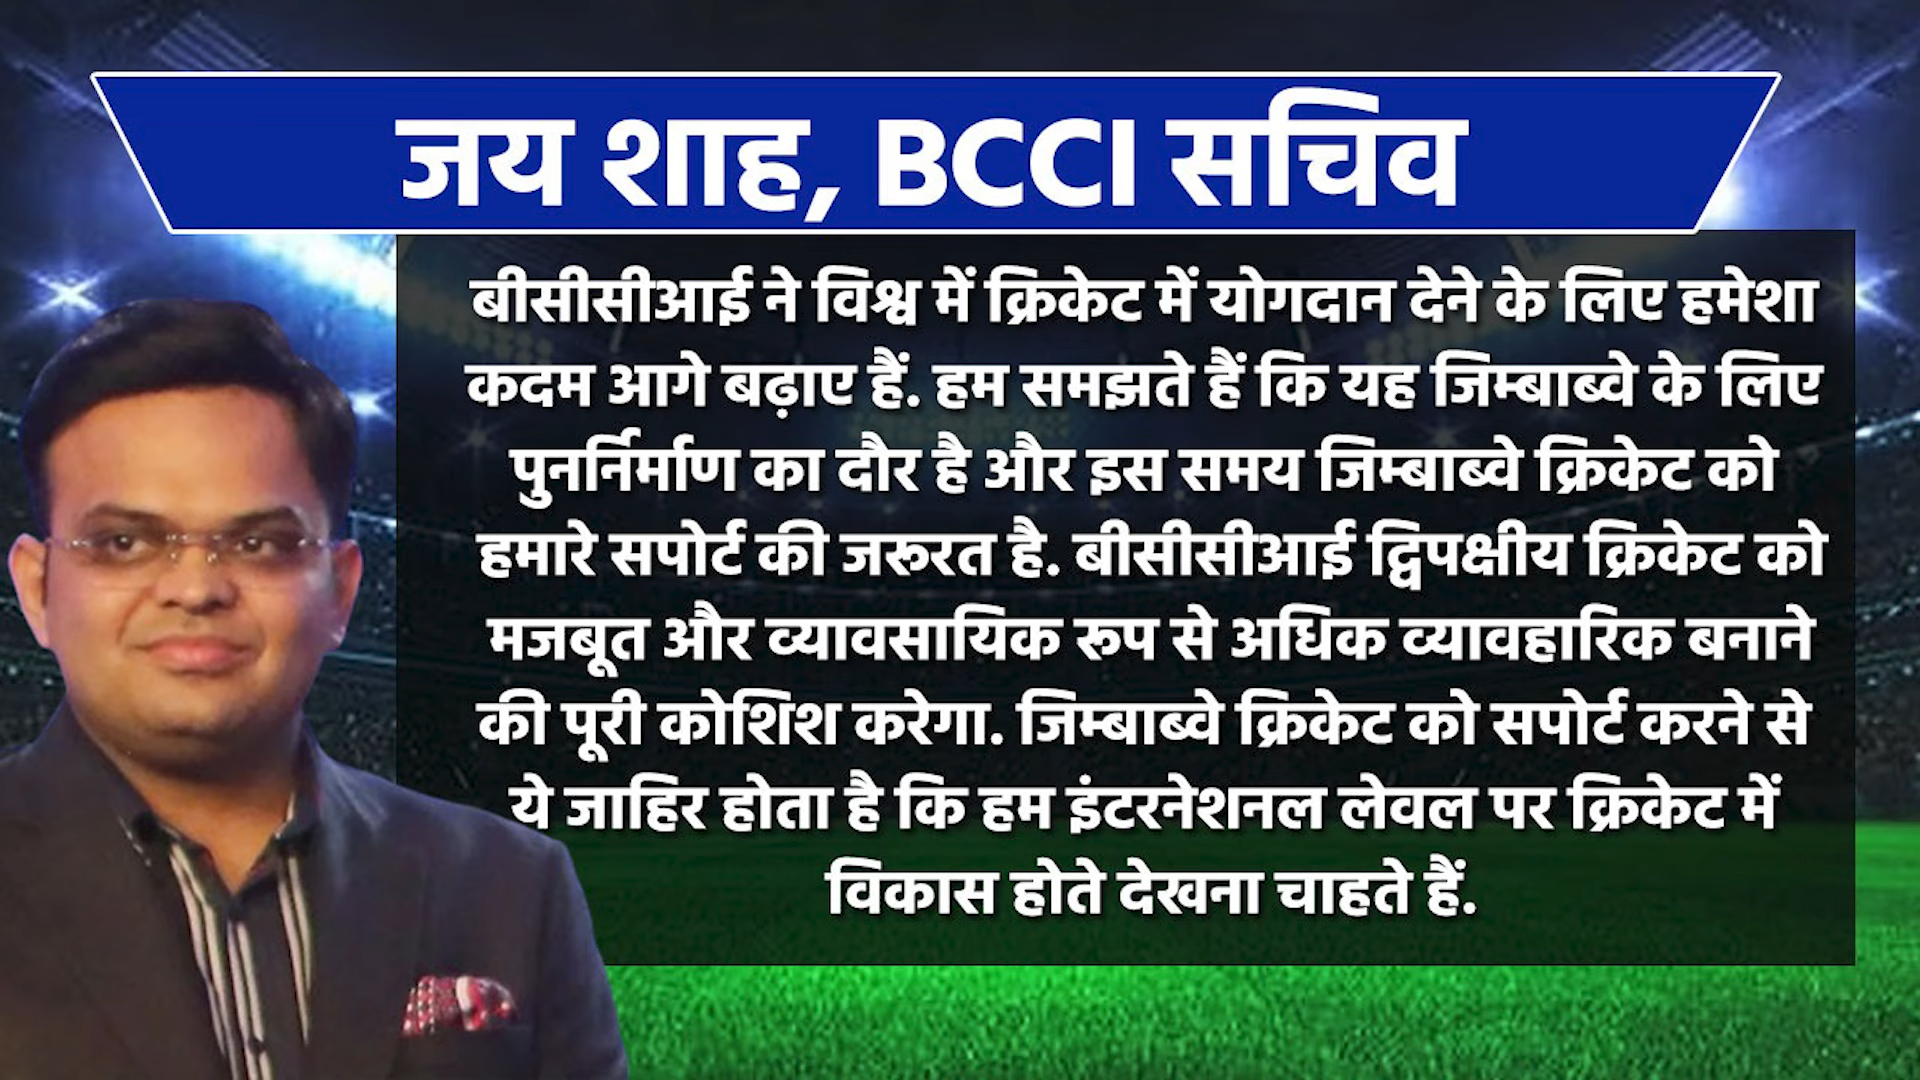 जय शाह, BCCI सचिव
बीसीसीआई ने विश्व में क्रिकेट में योगदान देने के लिए हमेशा
कदम आगे बढ़ाए हैं. हम समझते हैं कि यह जिम्बाब्वे के लिए
पुनर्निर्माण का दौर है और इस समय जिम्बाब्वे क्रिकेट को
हमारे सपोर्ट की जरूरत है. बीसीसीआई द्विपक्षीय क्रिकेट को
मजबूत और व्यावसायिक रूप से अधिक व्यावहारिक बनाने
की पूरी कोशिश करेगा. जिम्बाब्वे क्रिकेट को सपोर्ट करने से
ये जाहिर होता है कि हम इंटरनेशनल लेवल पर क्रिकेट में
विकास होते देखना चाहते हैं.